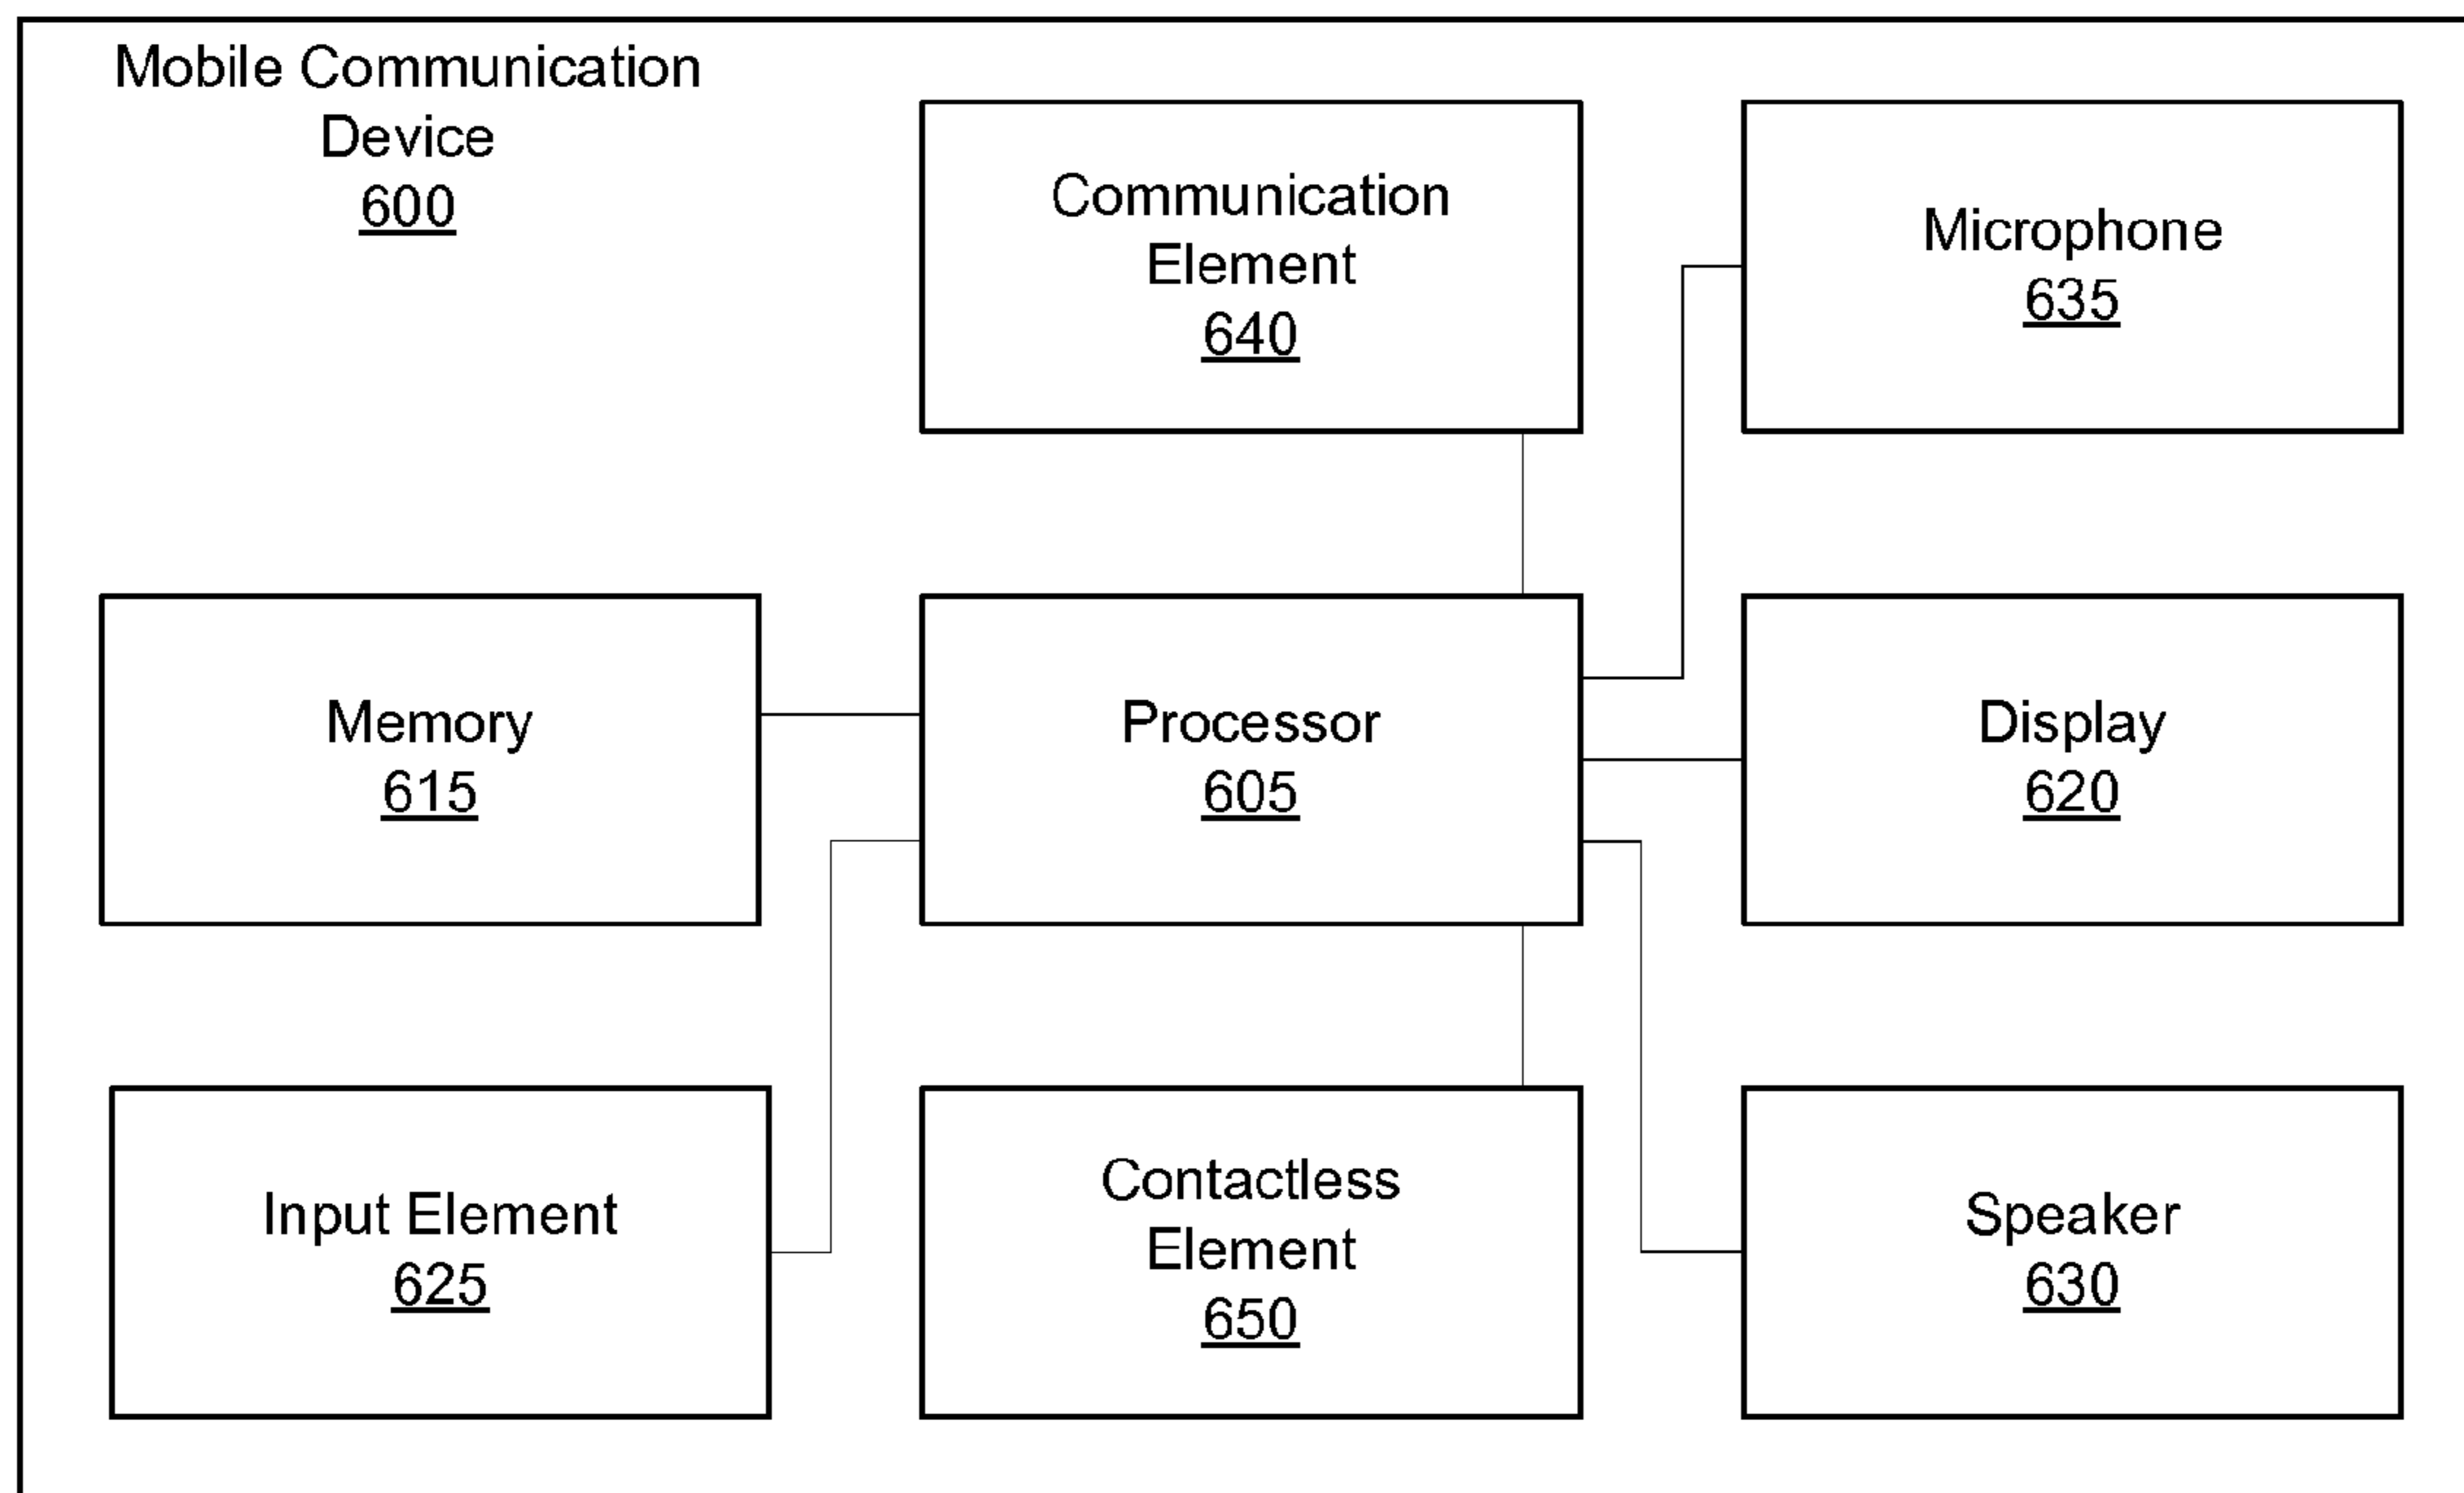 Mobile Communication
Device
600
Communication
Element
640
Microphone
635
Memory
615
Processor
605
Display
620
Input Element
625
Contactless
Element
650
Speaker
630